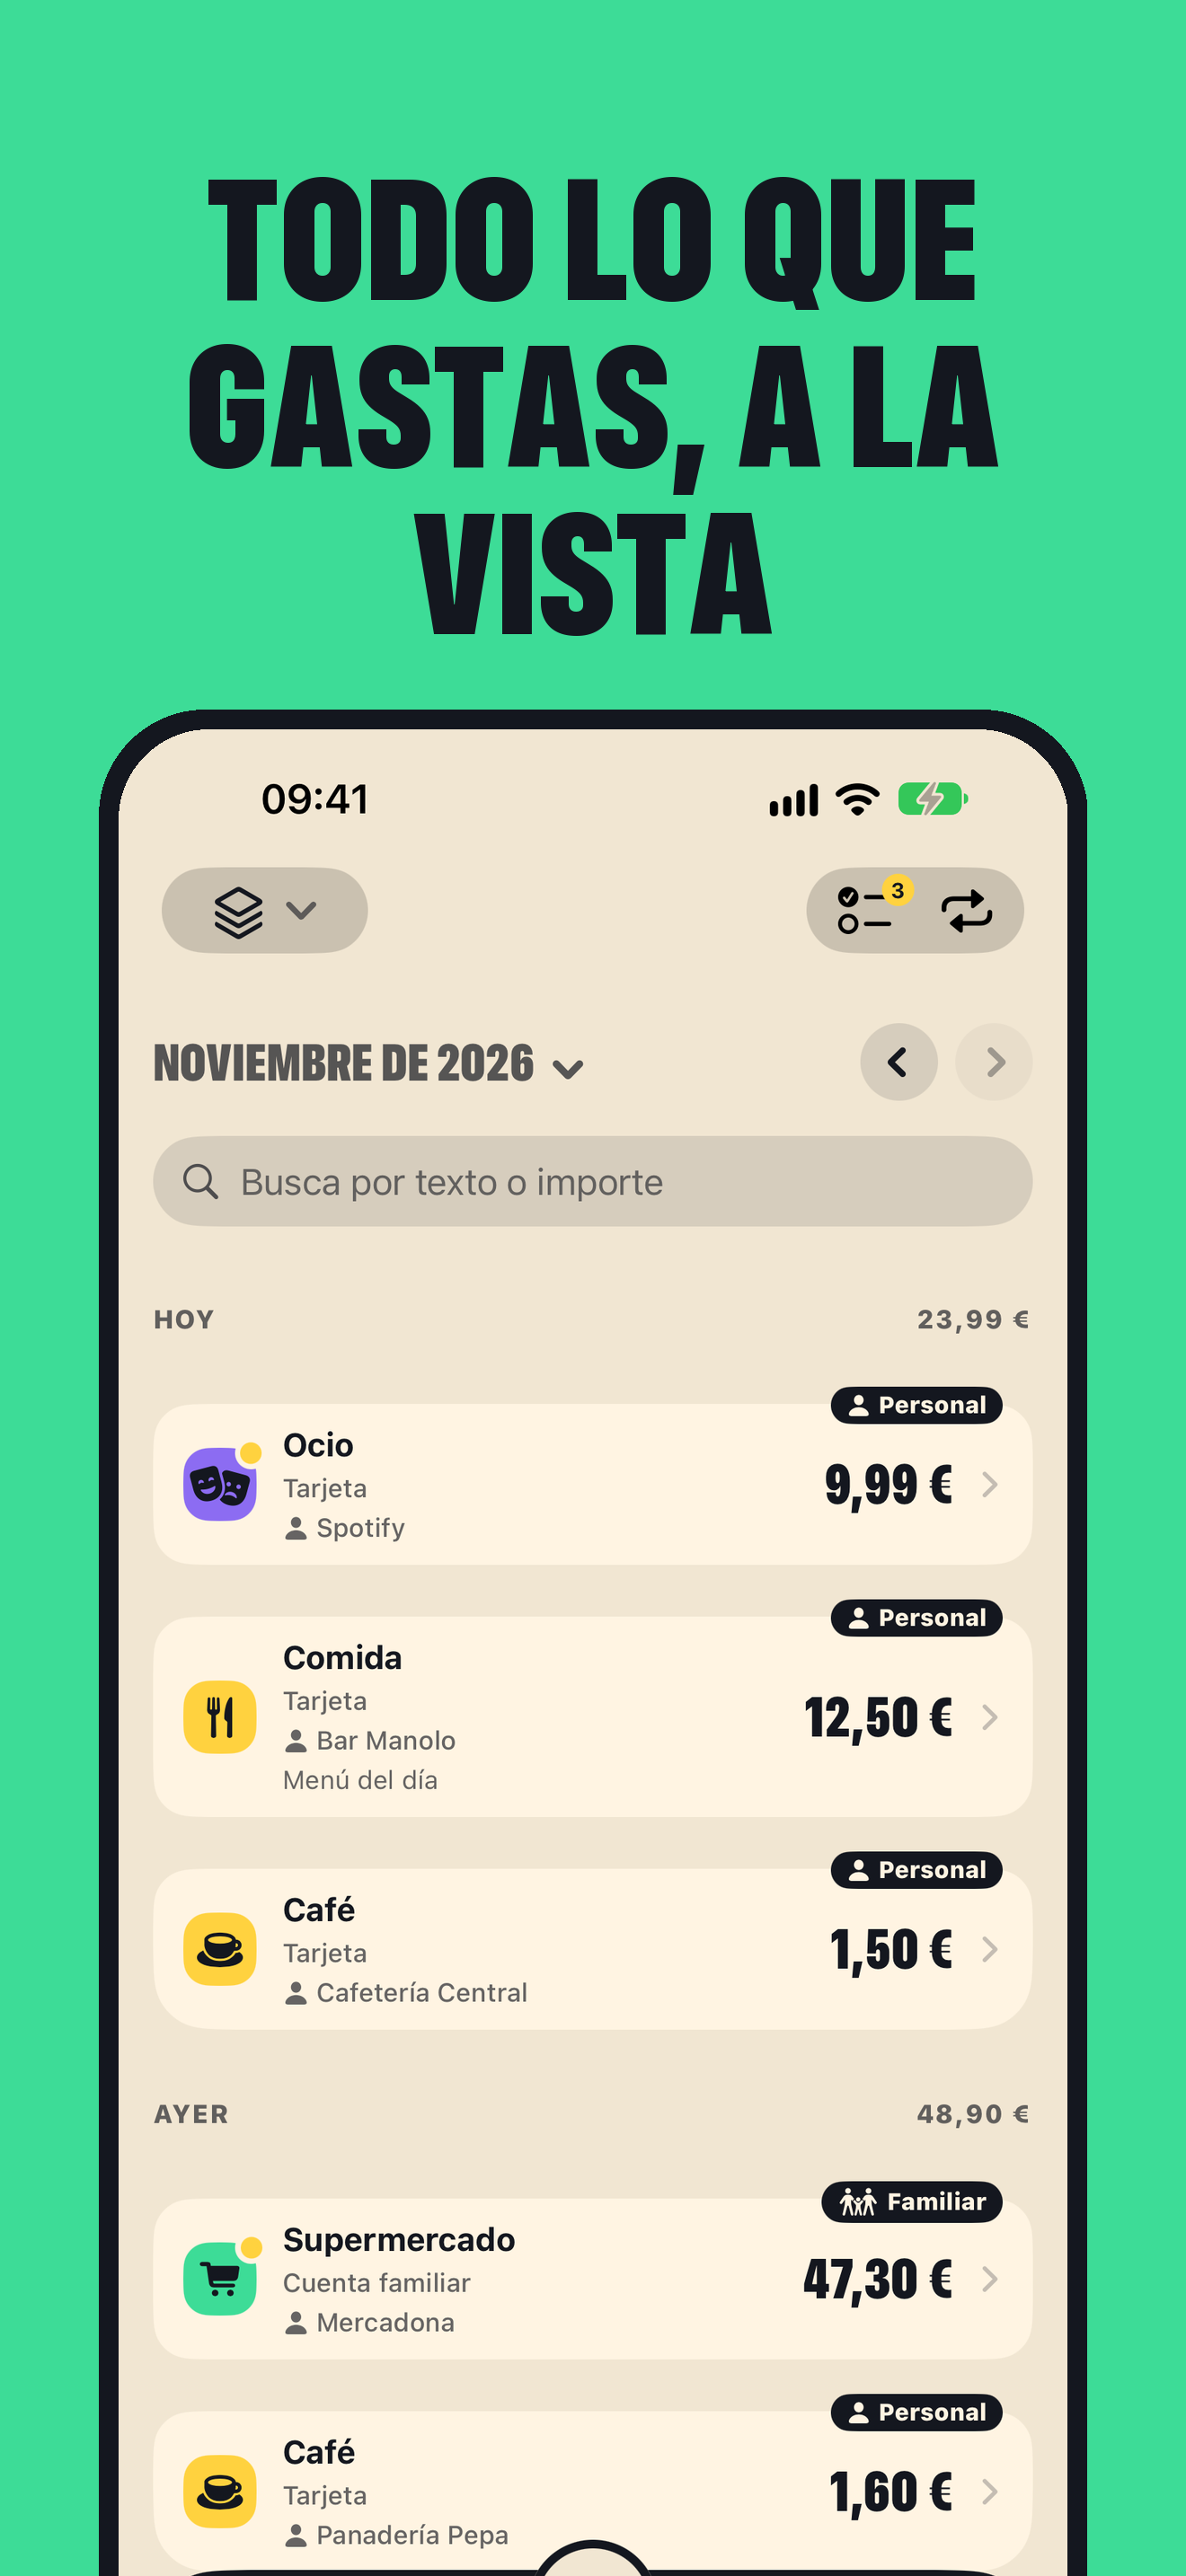 TODO LO QUE
GASTAS, A LA
VISTA
09:41
3
NOVIEMBRE DE 2026
Busca por texto o importe
HOY 23,99 €
Personal
Ocio
Tarjeta
Spotify
9,99 €
Personal
Comida
Tarjeta
Bar Manolo
Menú del día
12,50 €
Personal
Café
Tarjeta
Cafetería Central
1,50 €
AYER 48,90 €
Familiar
Supermercado
Cuenta familiar
Mercadona
47,30 €
Personal
Café
Tarjeta
Panadería Pepa
1,60 €